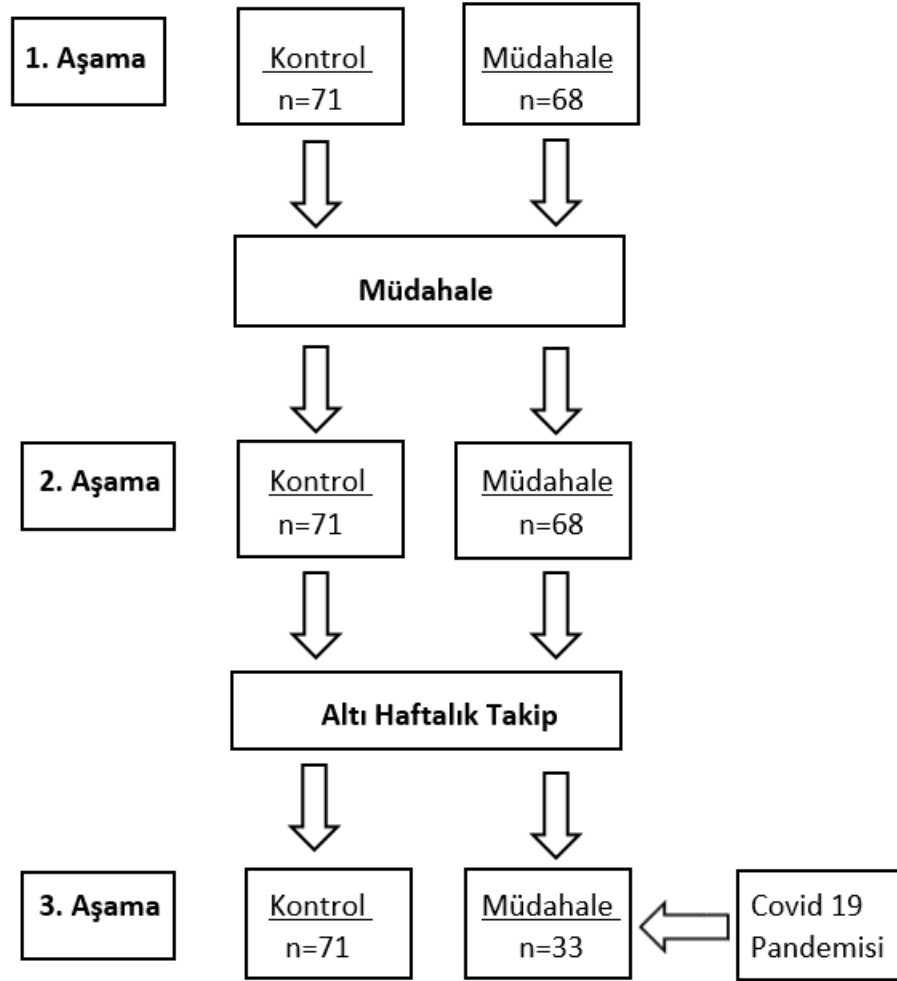 1. Aşama
Kontrol
n=71
Müdahale
n=68
Müdahale
2. Aşama
Kontrol
n=71
Müdahale
n=68
Altı Haftalık Takip
3. Aşama
Kontrol
n=71
Müdahale
n=33
Covid 19
Pandemisi